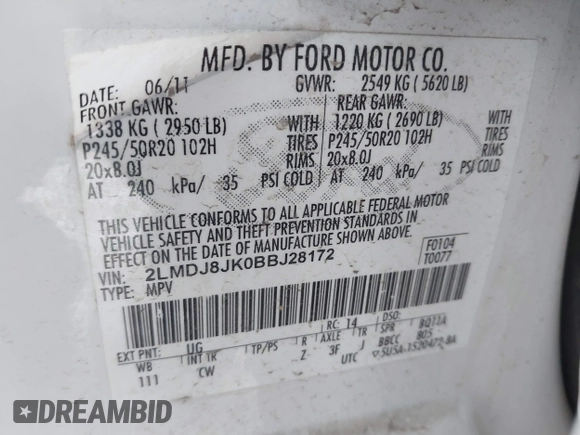 MFD. BY FORD MOTOR CO.
DATE: 06/11 GVWR: 2549 KG ( 5620 LB)
FRONT GAWR: REAR GAWR:
1338 KG ( 2950 LB) WITH 1220 KG ( 2690 LB) WITH
P245/50R20 102H TIRES P245/50R20 102H TIRES
20x8.0J RIMS 20x8.0J RIMS
AT 240 kPa/ 35 PSI COLD AT 240 kPa/ 35 PSI COLD
THIS VEHICLE CONFORMS TO ALL APPLICABLE FEDERAL MOTOR
VEHICLE SAFETY AND THEFT PREVENTION STANDARDS IN
EFFECT ON THE DATE OF MANUFACTURE SHOWN ABOVE.
VIN: 2LMDJ8JK0BBJ28172 F0104
TYPE: MPV T0077
RC: 14 DSO:
EXT PNT: UG R AXLE TR SPR BQ11A
WB INT TR TP/PS Z 3F J BBCC B05
111 CW UTC
DREAMBID